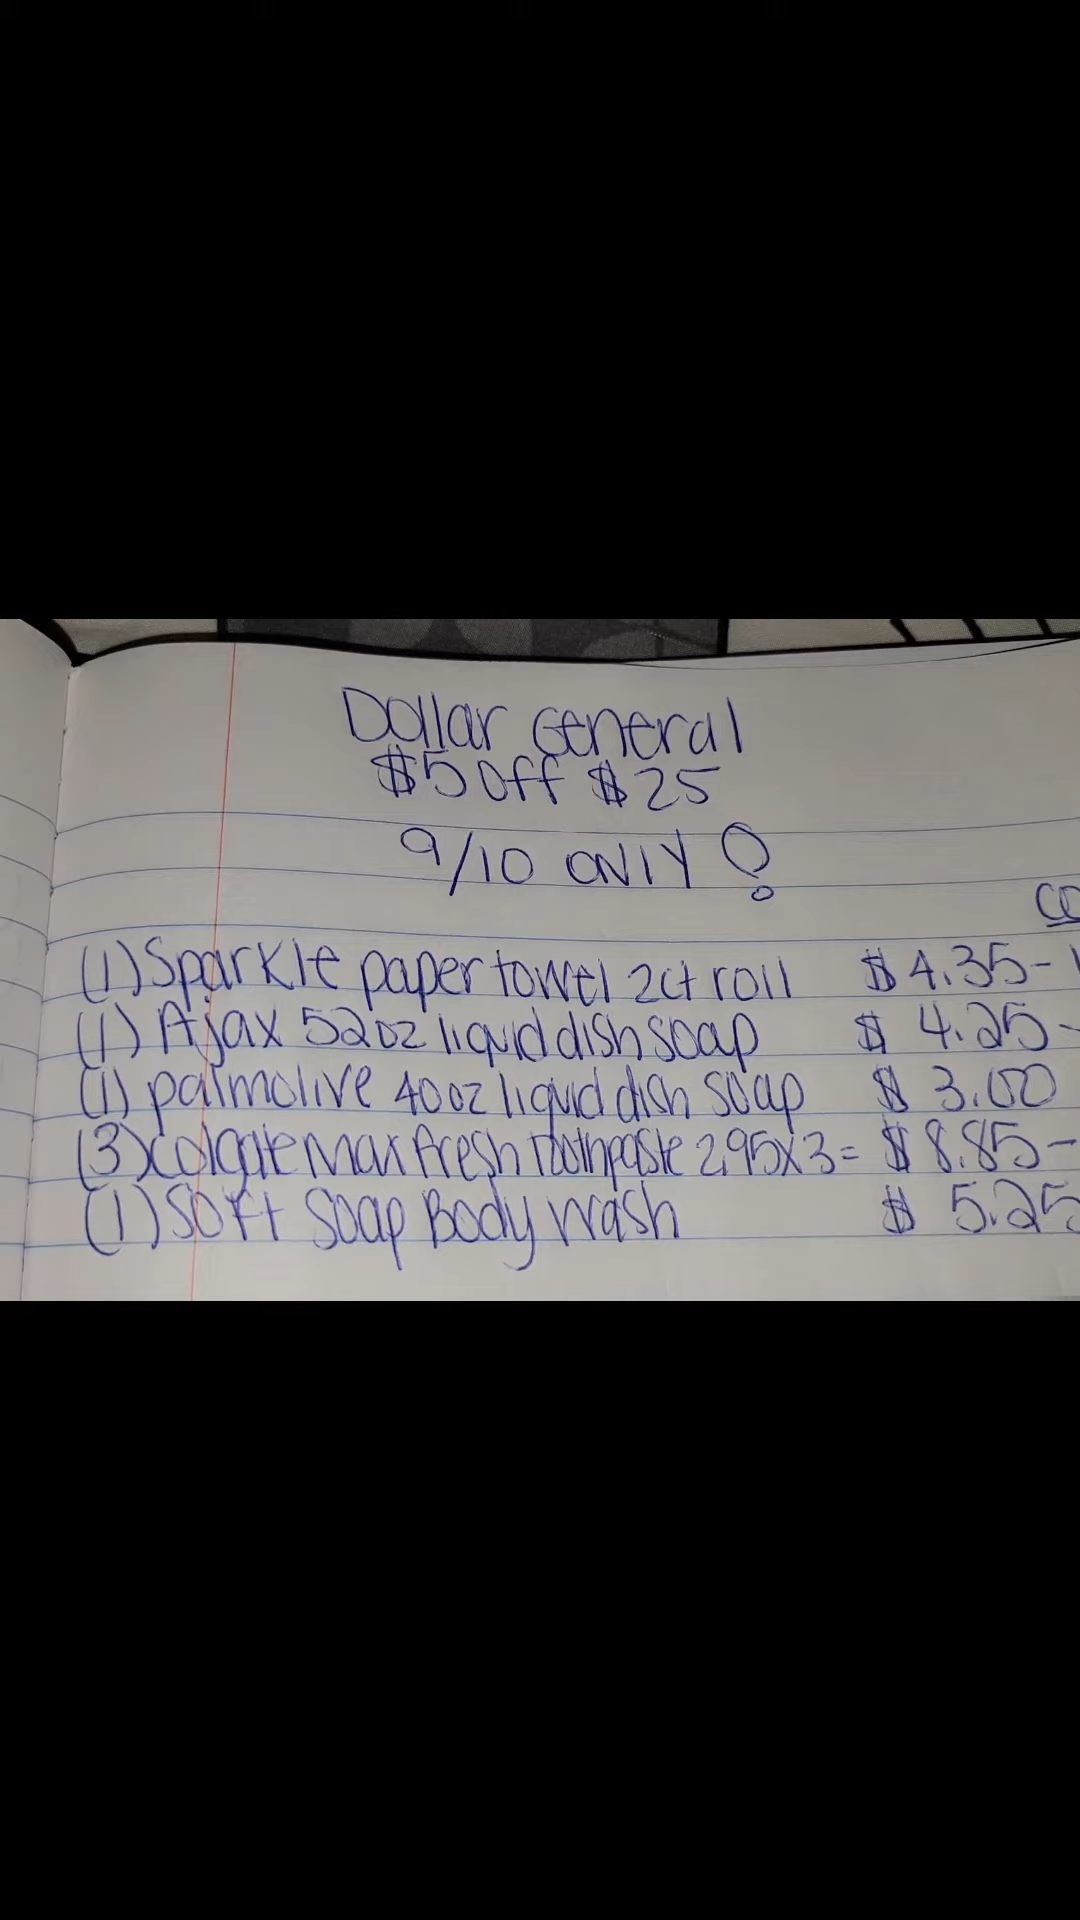 Dollar General
$5 off $25
9/10 ONLY !
CO
(1) Sparkle paper towel 2ct roll $4.35-1
(1) Ajax 52oz liquid dish soap $ 4.25-
(1) palmolive 40oz liquid dish soap $ 3.00
(3) Colgate Max Fresh Toothpaste 2.95x3= $8.85-
(1) Soft Soap Body Wash $ 5.25